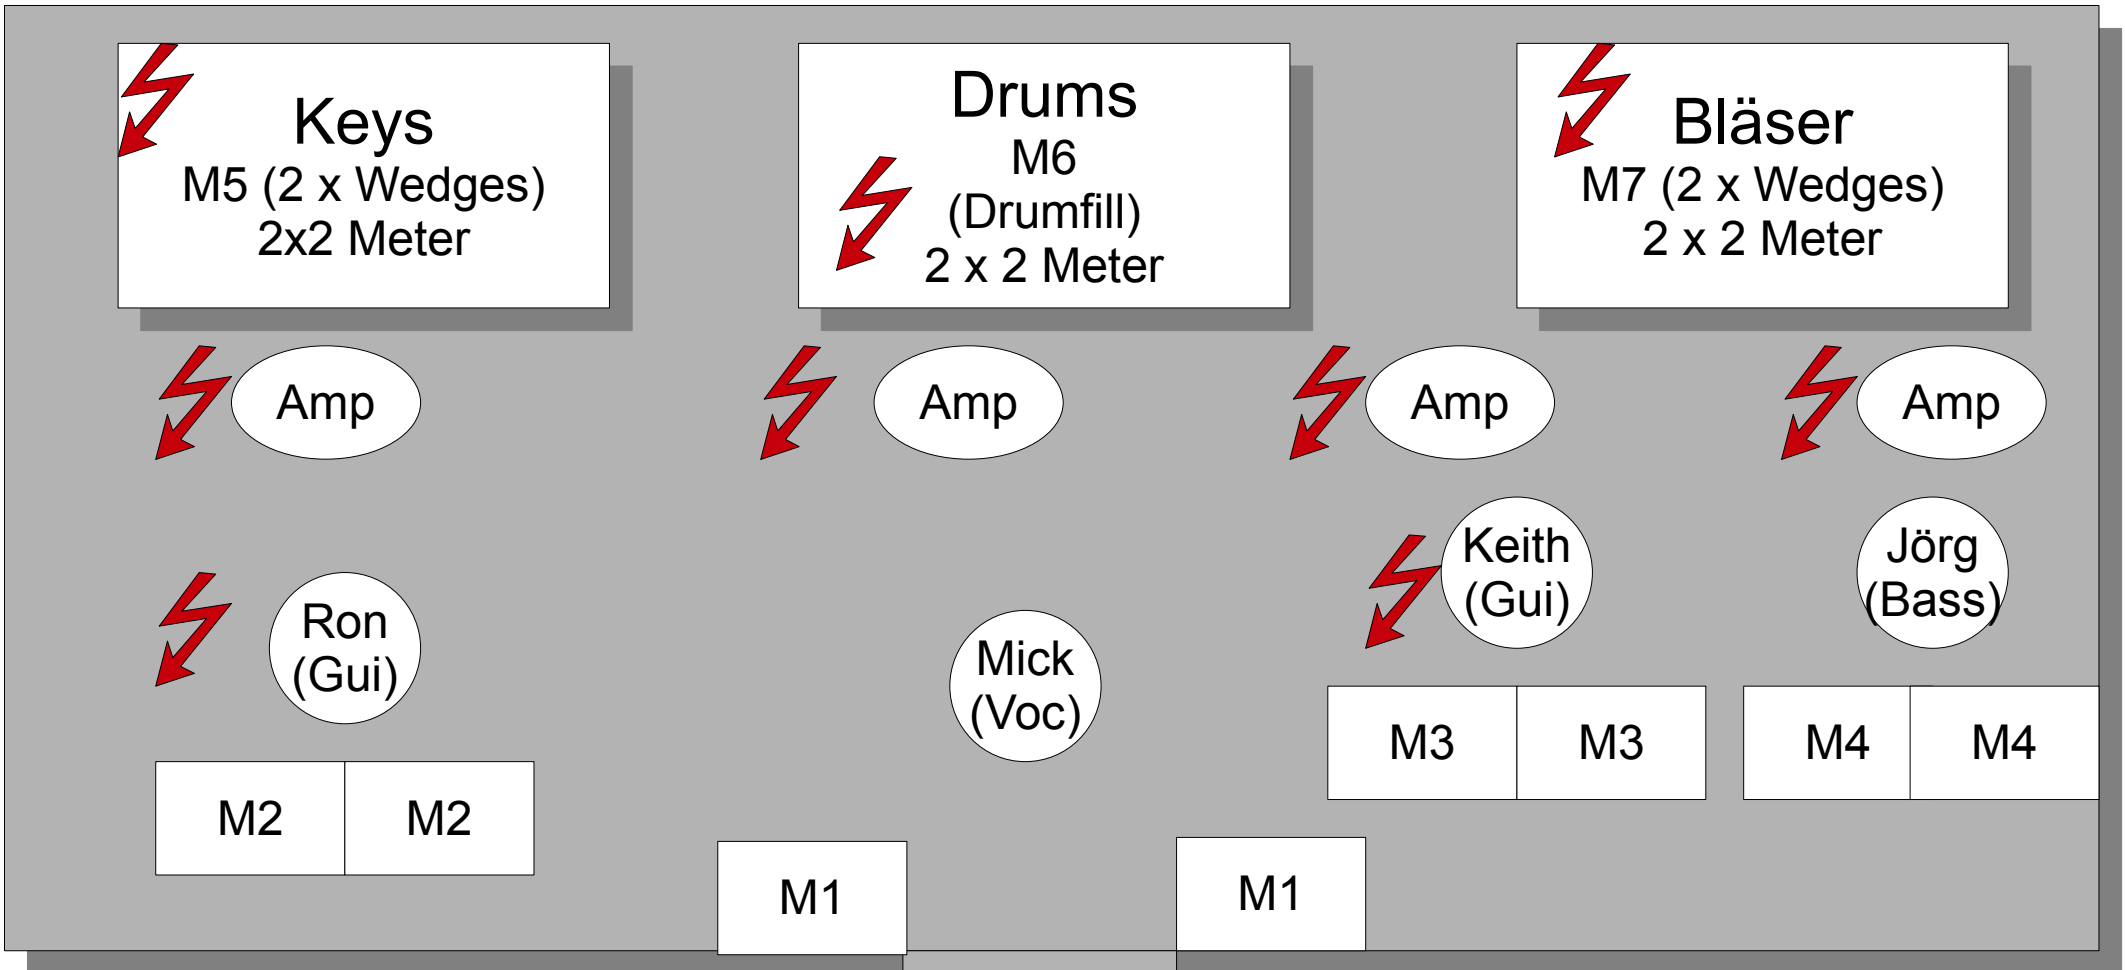 Keys
M5 (2 x Wedges)
2x2 Meter
Drums
M6
(Drumfill)
2 x 2 Meter
Bläser
M7 (2 x Wedges)
2 x 2 Meter
Amp
Amp
Amp
Amp
Ron
(Gui)
Mick
(Voc)
Keith
(Gui)
Jörg
(Bass)
M2
M2
M1
M1
M3
M3
M4
M4